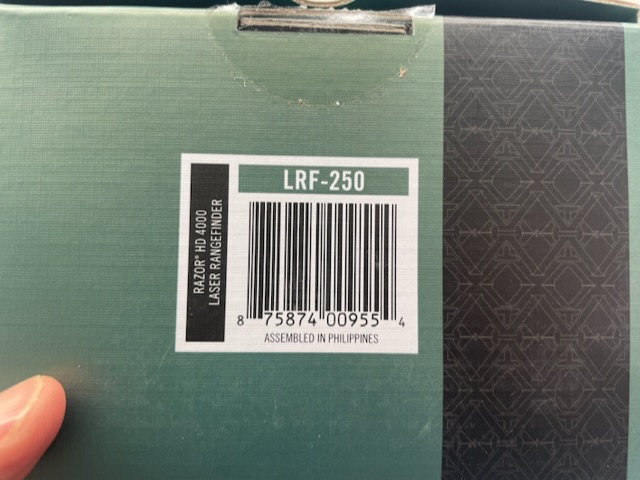 LRF-250
RAZOR® HD 4000
LASER RANGEFINDER
8 75874 00955 4
ASSEMBLED IN PHILIPPINES